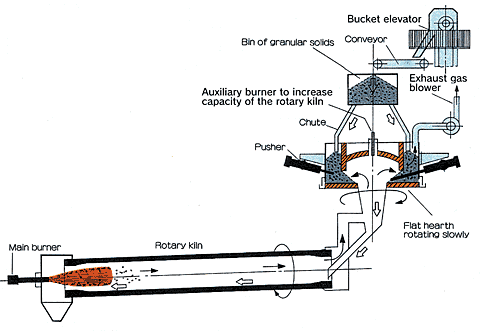 Bucket elevator
Conveyor
Bin of granular solids
Exhaust gas
blower
Auxiliary burner to increase
capacity of the rotary kiln
Chute
Pusher
Flat hearth
rotating slowly
Rotary kiln
Main burner